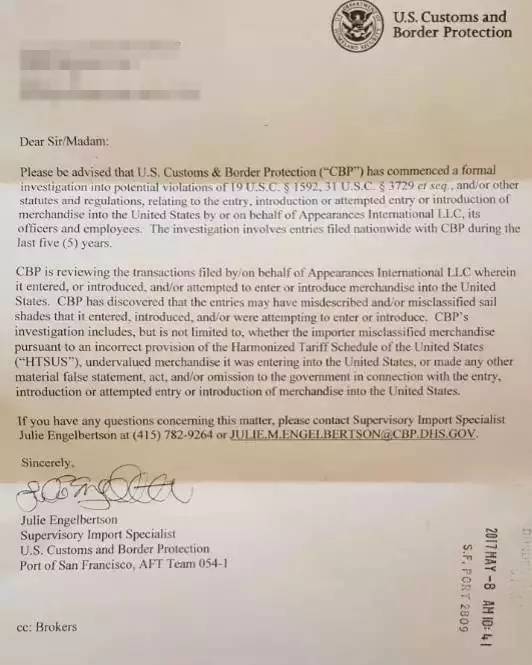 U.S. Customs and
Border Protection
Dear Sir/Madam:
Please be advised that U.S. Customs & Border Protection (“CBP”) has commenced a formal
investigation into potential violations of 19 U.S.C. § 1592, 31 U.S.C. § 3729 et seq., and/or other
statutes and regulations, relating to the entry, introduction or attempted entry or introduction of
merchandise into the United States by or on behalf of Appearances International LLC, its
officers and employees. The investigation involves entries filed nationwide with CBP during the
last five (5) years.
CBP is reviewing the transactions filed by/on behalf of Appearances International LLC wherein
it entered, or introduced, and/or attempted to enter or introduce merchandise into the United
States. CBP has discovered that the entries may have misdescribed and/or misclassified sail
shades that it entered, introduced, and/or were attempting to enter or introduce. CBP’s
investigation includes, but is not limited to, whether the importer misclassified merchandise
pursuant to an incorrect provision of the Harmonized Tariff Schedule of the United States
(“HTSUS”), undervalued merchandise it was entering into the United States, or made any other
material false statement, act, and/or omission to the government in connection with the entry,
introduction or attempted entry or introduction of merchandise into the United States.
If you have any questions concerning this matter, please contact Supervisory Import Specialist
Julie Engelbertson at (415) 782-9264 or JULIE.M.ENGELBERTSON@CBP.DHS.GOV.
Sincerely,
Julie Engelbertson
Supervisory Import Specialist
U.S. Customs and Border Protection
Port of San Francisco, AFT Team 054-1
2017 MAY -8 AM 10:41
S.F. PORT 2809
cc: Brokers